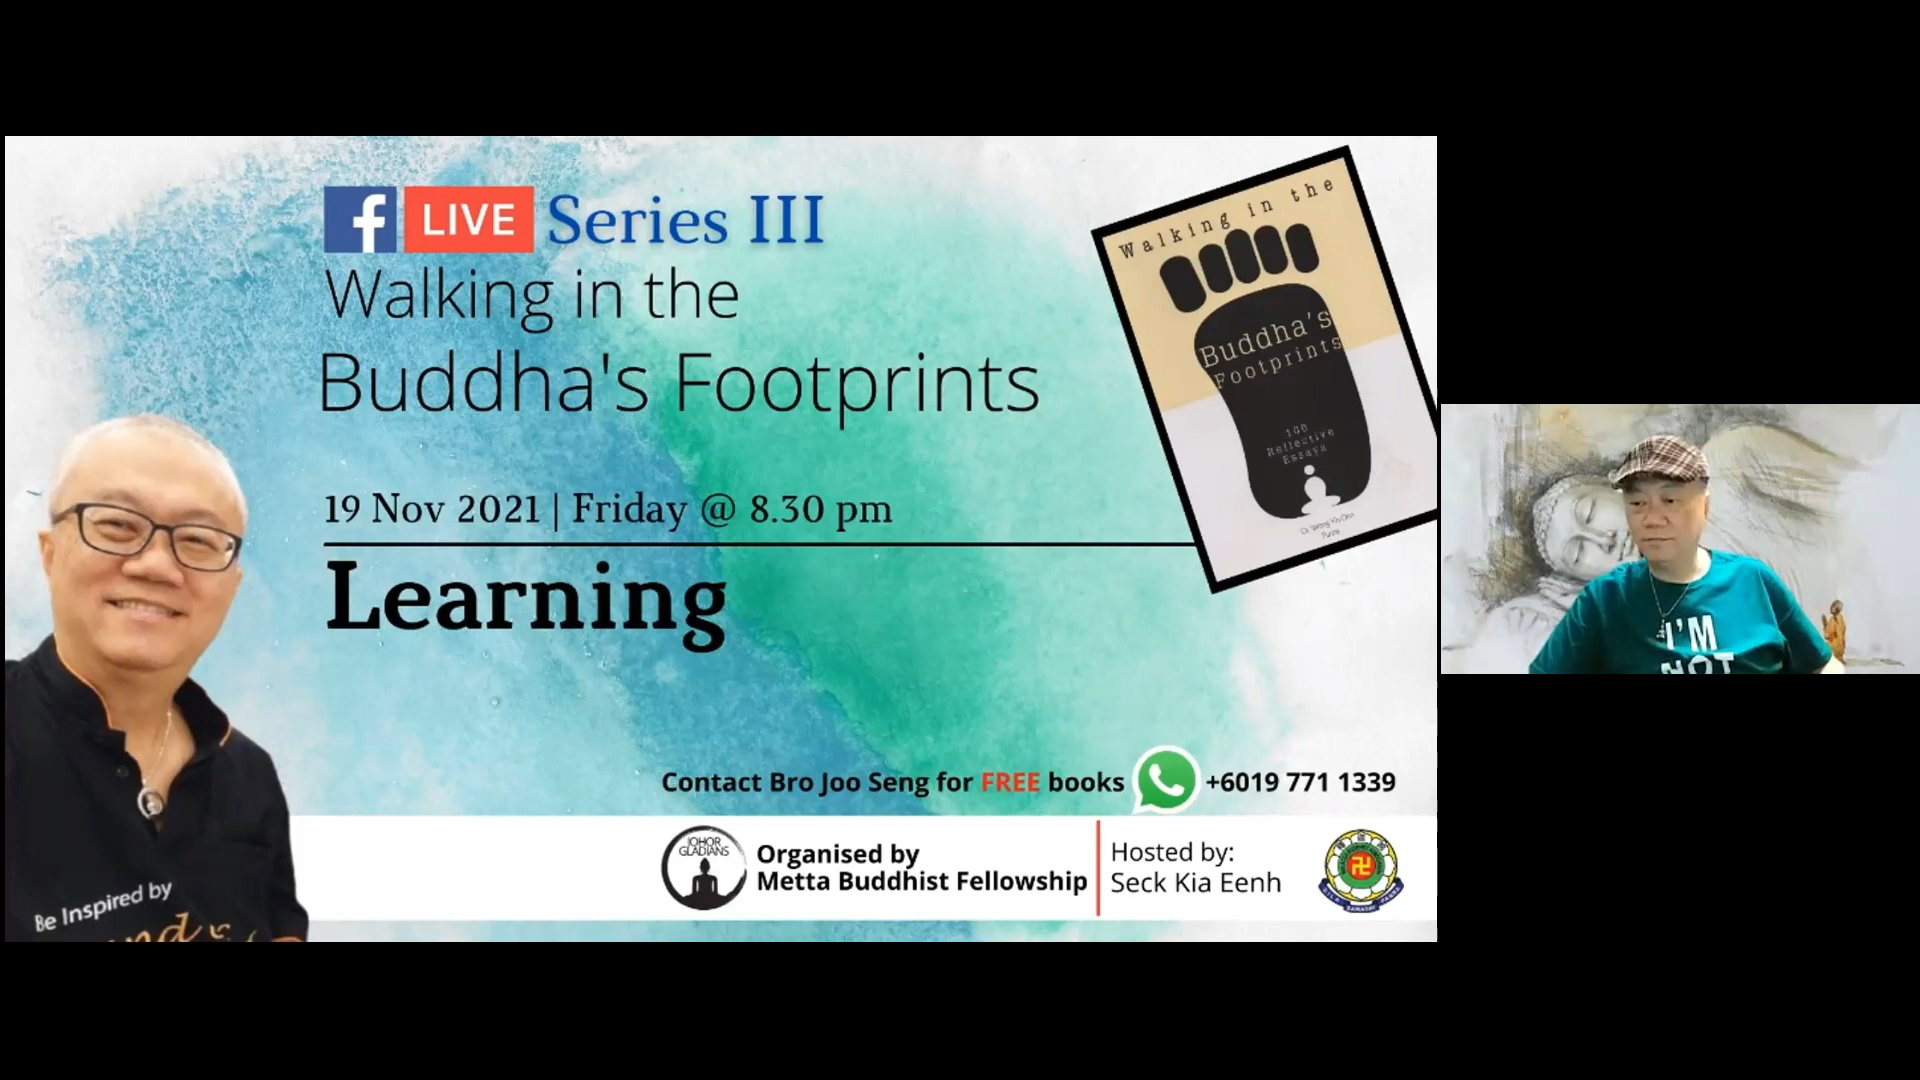 f LIVE Series III
Walking in the
Buddha's Footprints
19 Nov 2021 | Friday @ 8.30 pm
Learning
Walking in the
Buddha's
Footprints
100
Reflective
Essays
Contact Bro Joo Seng for FREE books +6019 771 1339
JOHOR
GLADIANS
Organised by
Metta Buddhist Fellowship
Hosted by:
Seck Kia Eenh
Be Inspired by
I'M
NOT